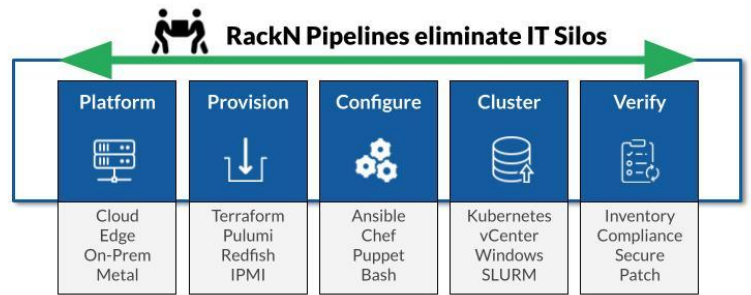 RackN Pipelines eliminate IT Silos
Platform
Cloud
Edge
On-Prem
Metal
Provision
Terraform
Pulumi
Redfish
IPMI
Configure
Ansible
Chef
Puppet
Bash
Cluster
Kubernetes
vCenter
Windows
SLURM
Verify
Inventory
Compliance
Secure
Patch